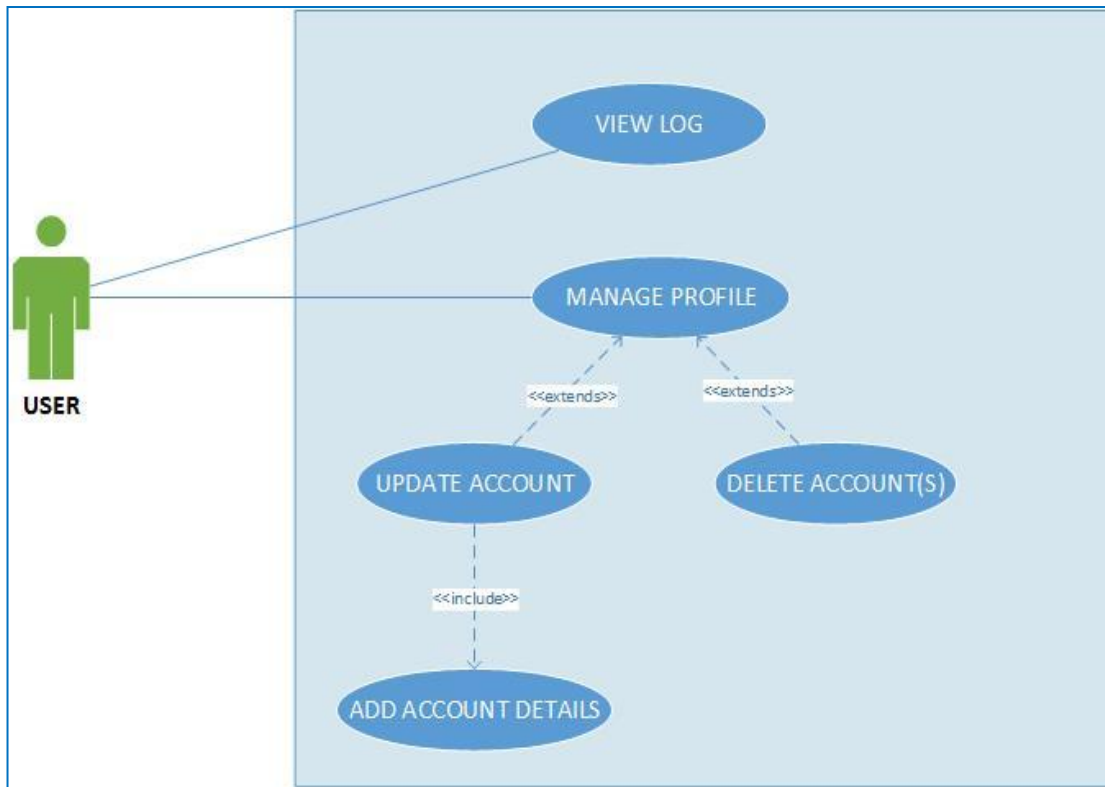 VIEW LOG
MANAGE PROFILE
USER
<<extends>>
<<extends>>
UPDATE ACCOUNT
DELETE ACCOUNT(S)
<<include>>
ADD ACCOUNT DETAILS